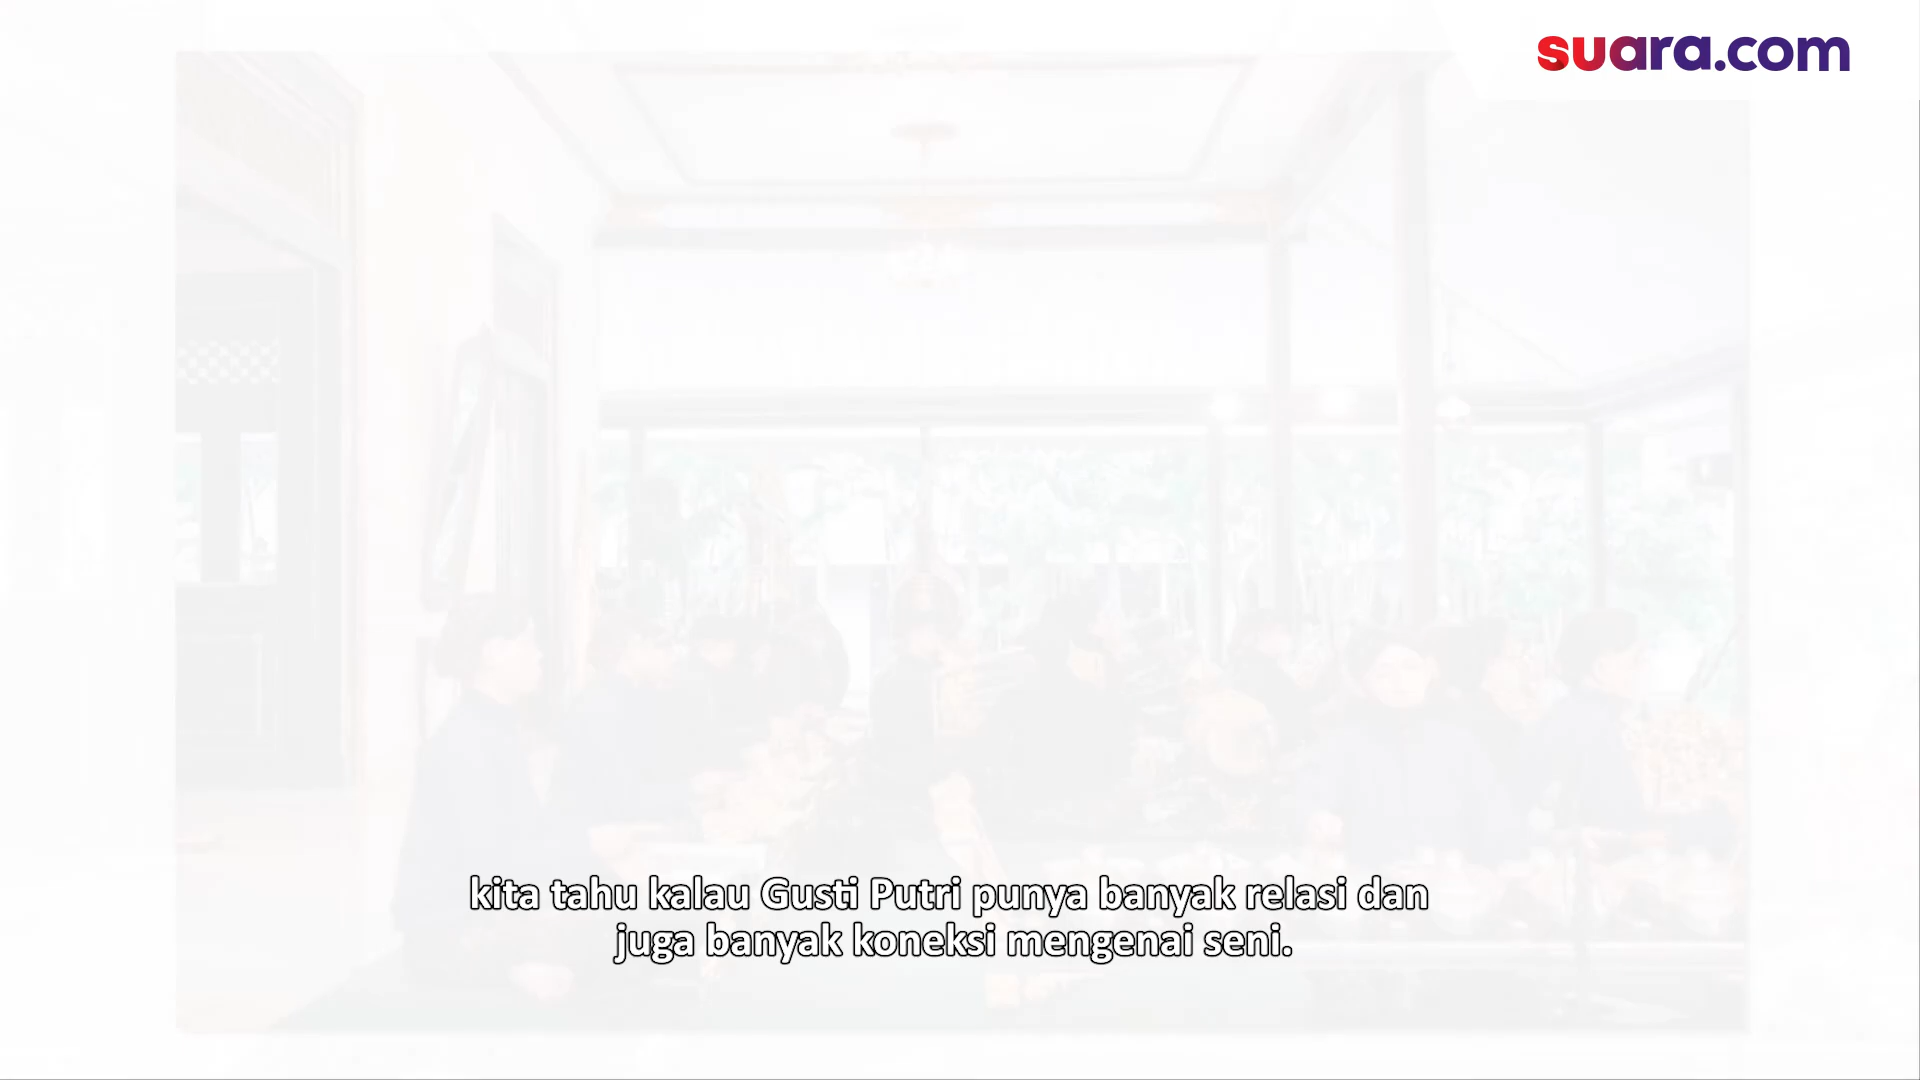 suara.com
kita tahu kalau Gusti Putri punya banyak relasi dan
juga banyak koneksi mengenai seni.